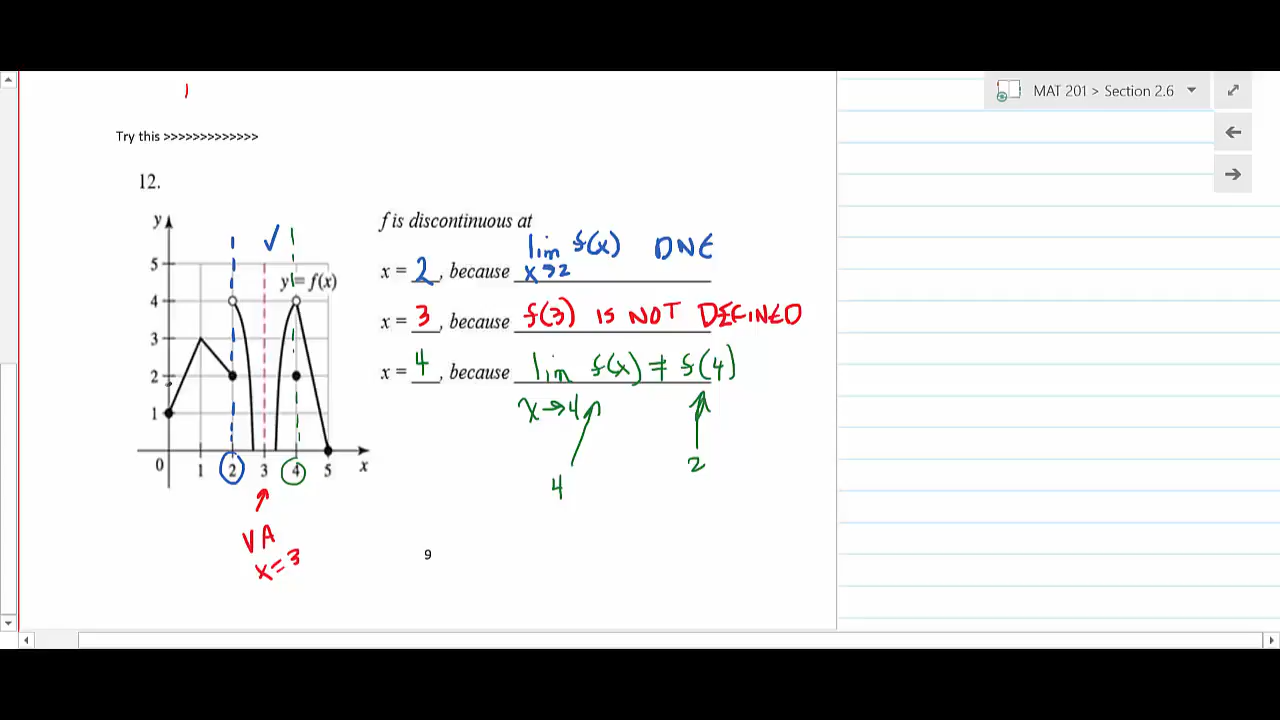 MAT 201 > Section 2.6
Try this >>>>>>>>>>>>>
12.
y
5
4
3
2
1
0
1 2 3 4 5 x
y = f(x)
VA
x=3
f is discontinuous at
lim f(x) DNE
x→2
x = 2, because
x = 3, because f(3) IS NOT DEFINED
x = 4, because lim f(x) ≠ f(4)
x→4
2
4
9